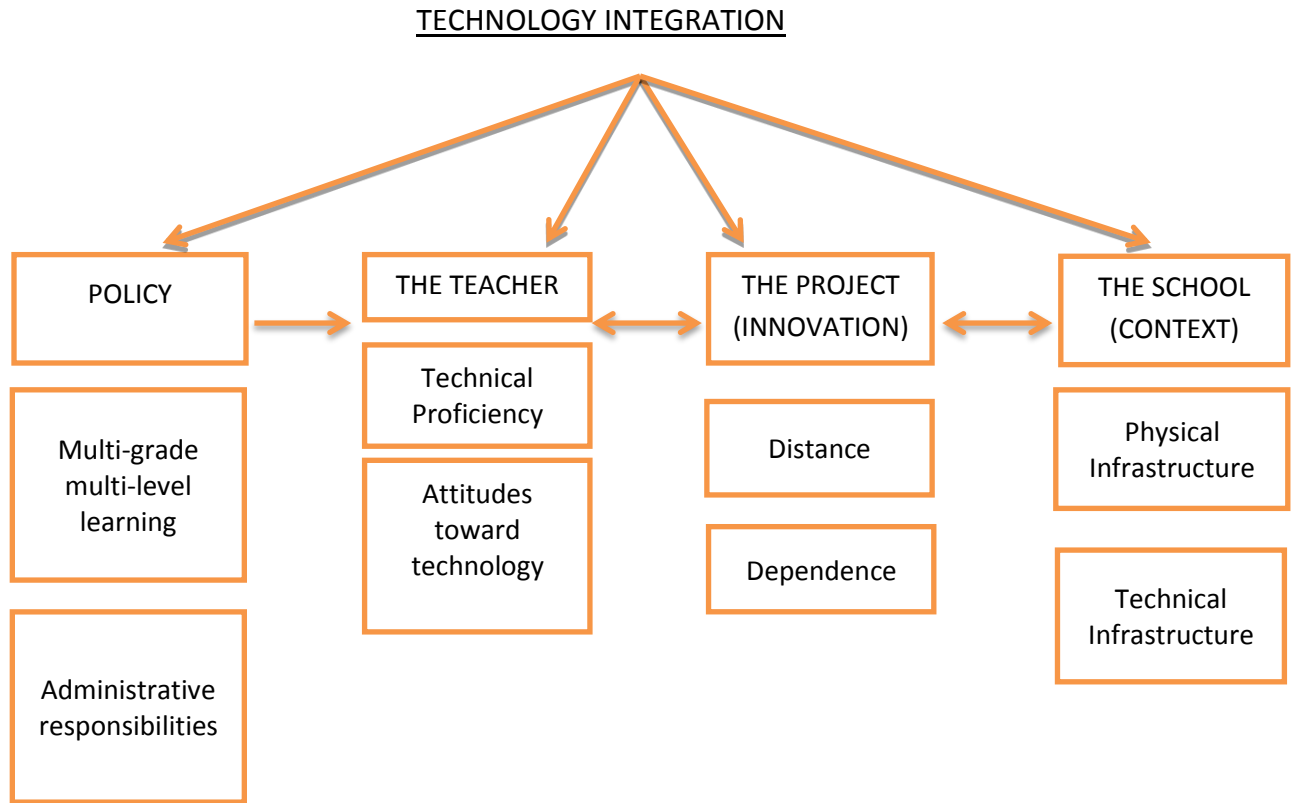 TECHNOLOGY INTEGRATION
POLICY
THE TEACHER
THE PROJECT
(INNOVATION)
THE SCHOOL
(CONTEXT)
Multi-grade
multi-level
learning
Administrative
responsibilities
Technical
Proficiency
Attitudes
toward
technology
Distance
Dependence
Physical
Infrastructure
Technical
Infrastructure